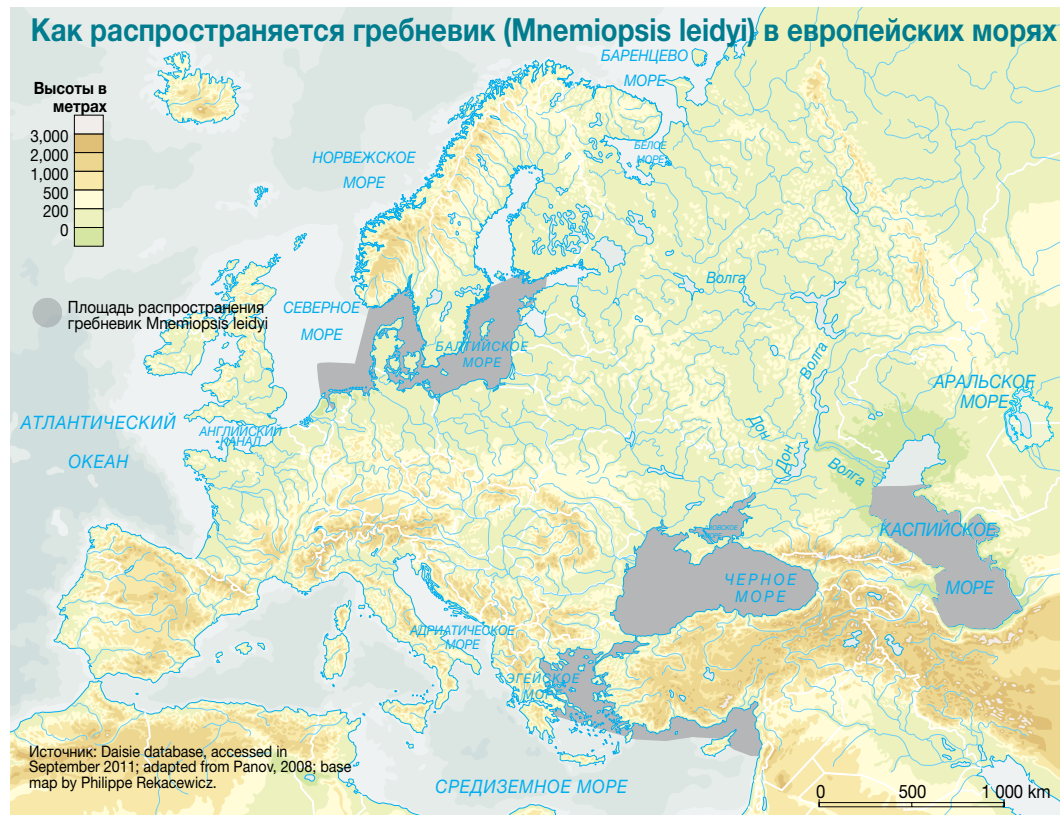 Как распространяется гребневик (Mnemiopsis leidyi) в европейских морях
БАРЕНЦЕВО
МОРЕ
Высоты в
метрах
3,000
2,000
1,000
500
200
0
БЕЛОЕ
МОРЕ
НОРВЕЖСКОЕ
МОРЕ
Волга
Площадь распространения
гребневик Mnemiopsis leidyi
СЕВЕРНОЕ
МОРЕ
БАЛТИЙСКОЕ
МОРЕ
Волга
АРАЛЬСКОЕ
МОРЕ
АТЛАНТИЧЕСКИЙ
ОКЕАН
АНГЛИЙСКИЙ
КАНАЛ
Дон
Дон
Волга
КАСПИЙСКОЕ
МОРЕ
ЧЕРНОЕ
МОРЕ
АДРИАТИЧЕСКОЕ
МОРЕ
ЭГЕЙСКОЕ
МОРЕ
Источник: Daisie database, accessed in
September 2011; adapted from Panov, 2008; base
map by Philippe Rekacewicz.
СРЕДИЗЕМНОЕ МОРЕ
0 500 1 000 km